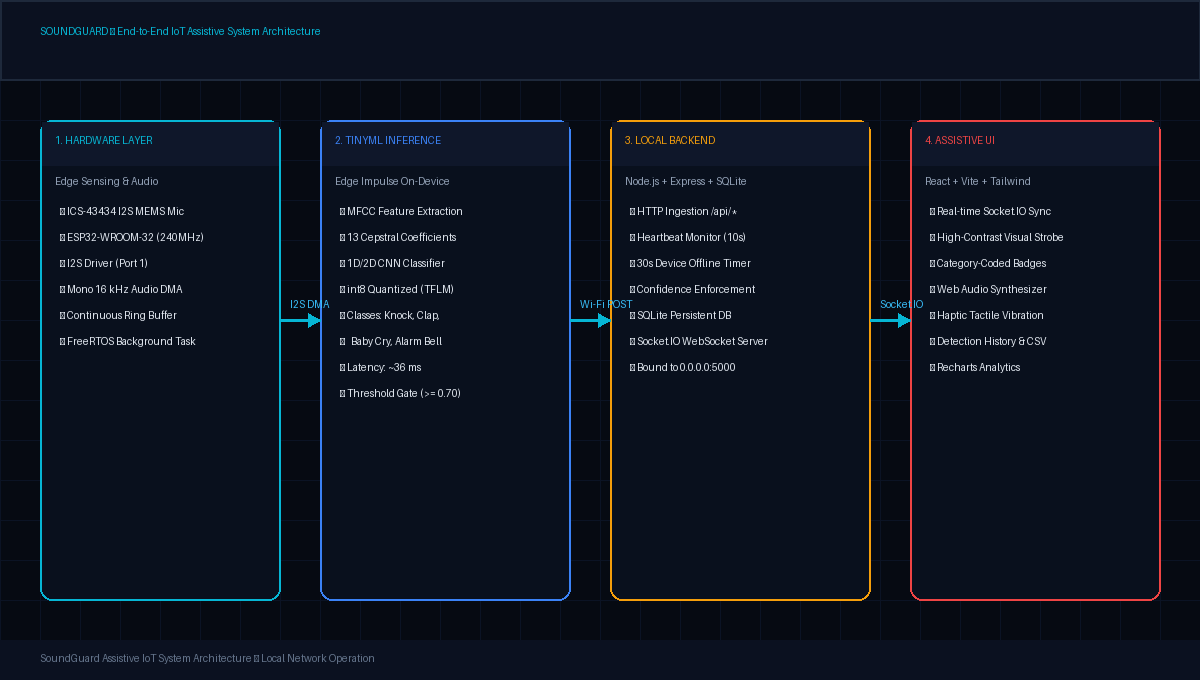 SOUNDGUARD ▯ End-to-End IoT Assistive System Architecture
1. HARDWARE LAYER
Edge Sensing & Audio
▯ ICS-43434 I2S MEMS Mic
▯ ESP32-WROOM-32 (240MHz)
▯ I2S Driver (Port 1)
▯ Mono 16 kHz Audio DMA
▯ Continuous Ring Buffer
▯ FreeRTOS Background Task
I2S DMA
2. TINYML INFERENCE
Edge Impulse On-Device
▯ MFCC Feature Extraction
▯ 13 Cepstral Coefficients
▯ 1D/2D CNN Classifier
▯ int8 Quantized (TFLM)
▯ Classes: Knock, Clap,
▯ Baby Cry, Alarm Bell
▯ Latency: ~36 ms
▯ Threshold Gate (>= 0.70)
Wi-Fi POST
3. LOCAL BACKEND
Node.js + Express + SQLite
▯ HTTP Ingestion /api/*
▯ Heartbeat Monitor (10s)
▯ 30s Device Offline Timer
▯ Confidence Enforcement
▯ SQLite Persistent DB
▯ Socket.IO WebSocket Server
▯ Bound to 0.0.0.0:5000
Socket.IO
4. ASSISTIVE UI
React + Vite + Tailwind
▯ Real-time Socket.IO Sync
▯ High-Contrast Visual Strobe
▯ Category-Coded Badges
▯ Web Audio Synthesizer
▯ Haptic Tactile Vibration
▯ Detection History & CSV
▯ Recharts Analytics
SoundGuard Assistive IoT System Architecture ▯ Local Network Operation